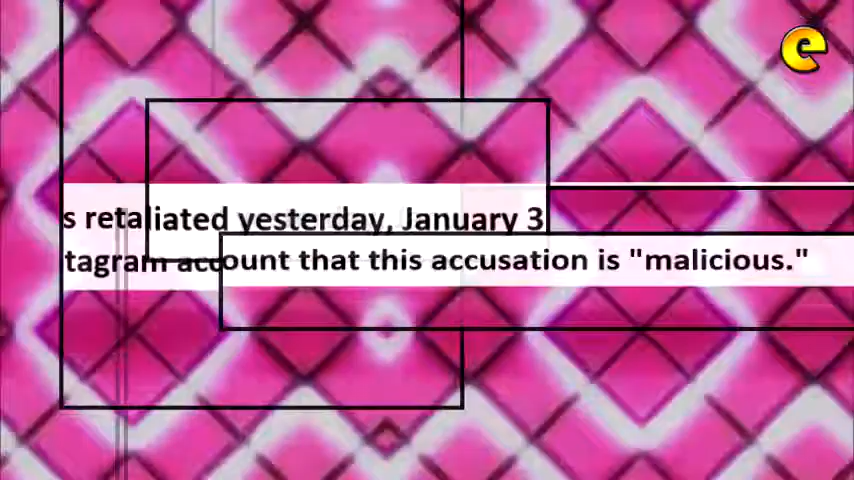 e
s retaliated yesterday, January 3
tagram account that this accusation is "malicious."